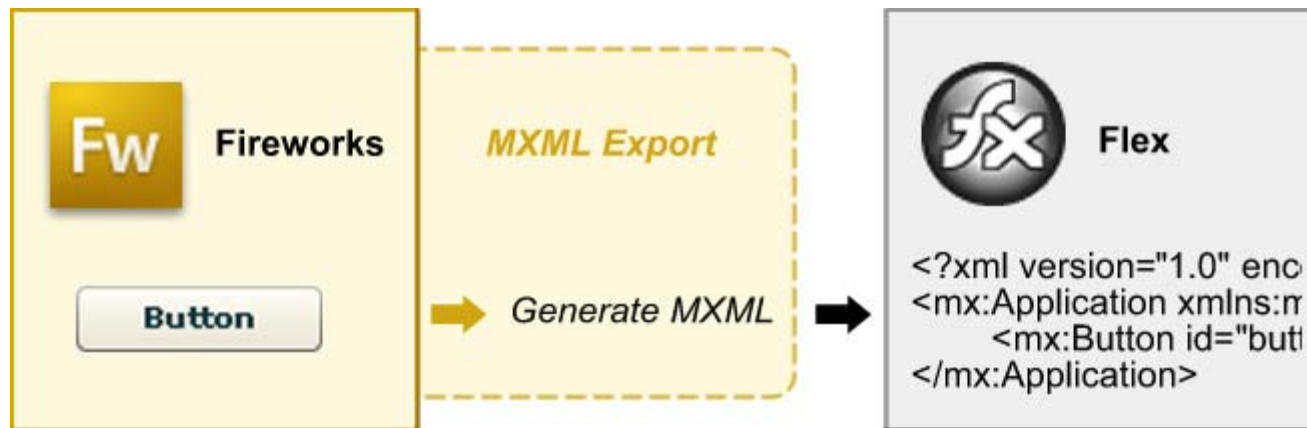 Fw
Fireworks
MXML Export
fx
Flex
Button
Generate MXML
<?xml version="1.0" enc
<mx:Application xmlns:m
<mx:Button id="butt
</mx:Application>